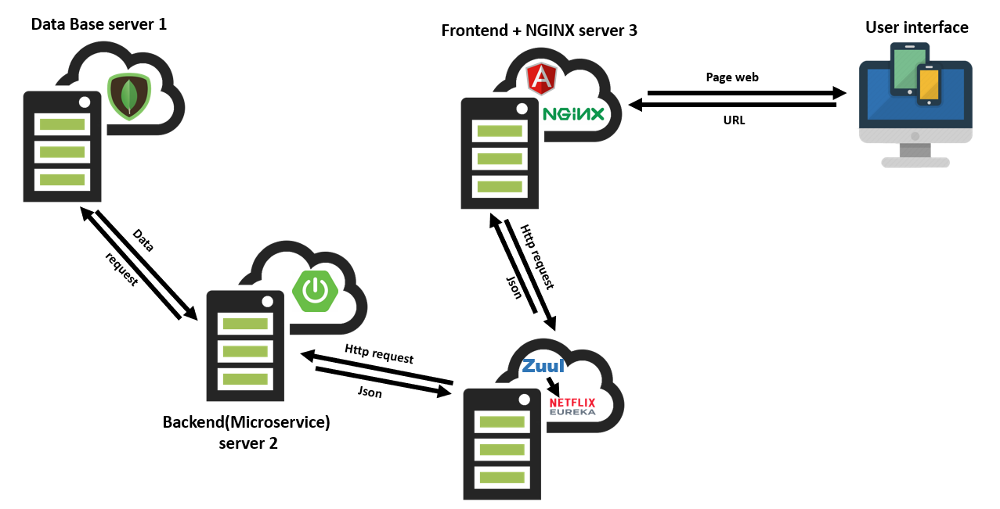 Data Base server 1
Frontend + NGINX server 3
User interface
NGINX
Page web
URL
Data
request
Http request
Json
Http request
Json
Zuul
NETFLIX
EUREKA
Backend(Microservice)
server 2